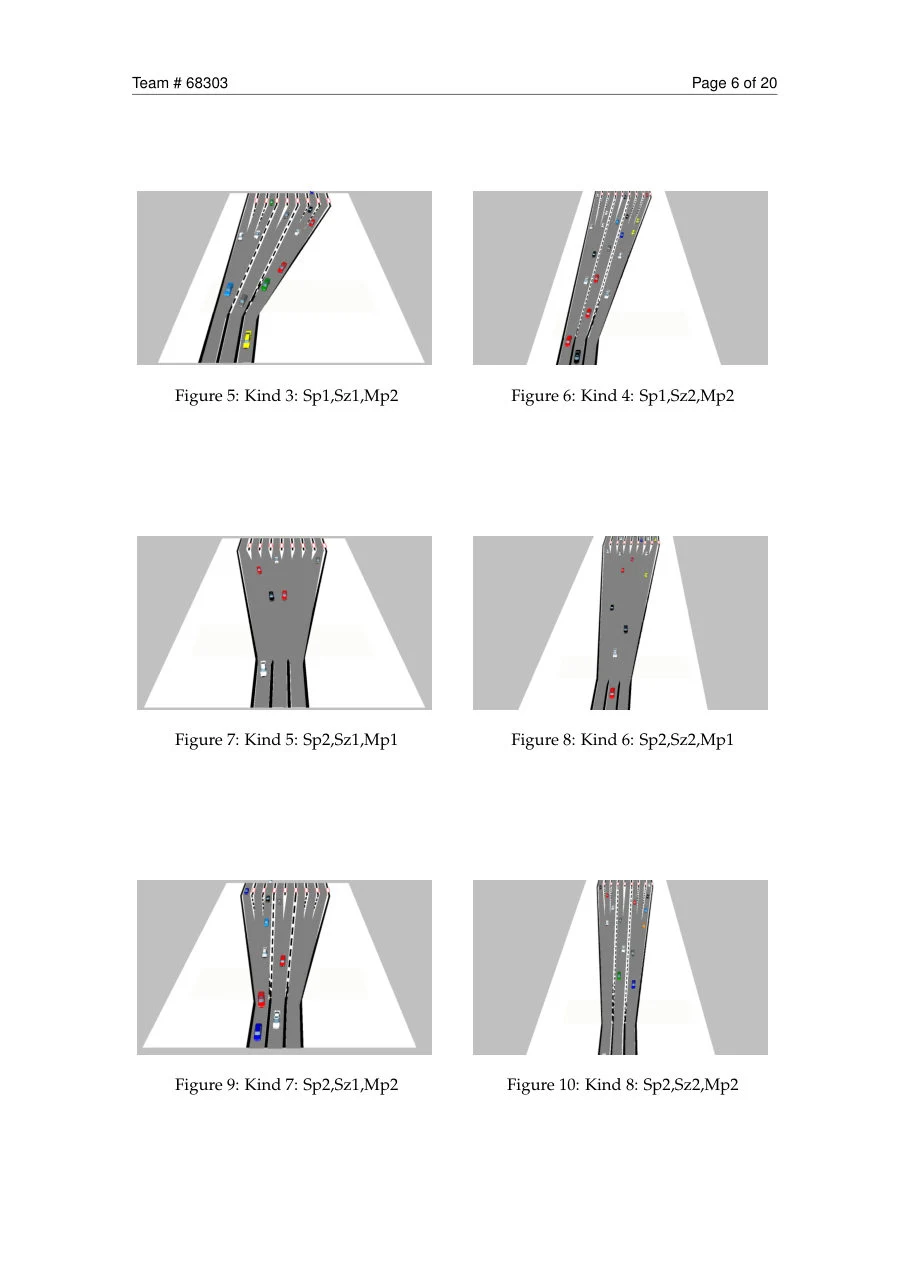 Team # 68303 Page 6 of 20
Figure 5: Kind 3: Sp1,Sz1,Mp2 Figure 6: Kind 4: Sp1,Sz2,Mp2
Figure 7: Kind 5: Sp2,Sz1,Mp1 Figure 8: Kind 6: Sp2,Sz2,Mp1
Figure 9: Kind 7: Sp2,Sz1,Mp2 Figure 10: Kind 8: Sp2,Sz2,Mp2